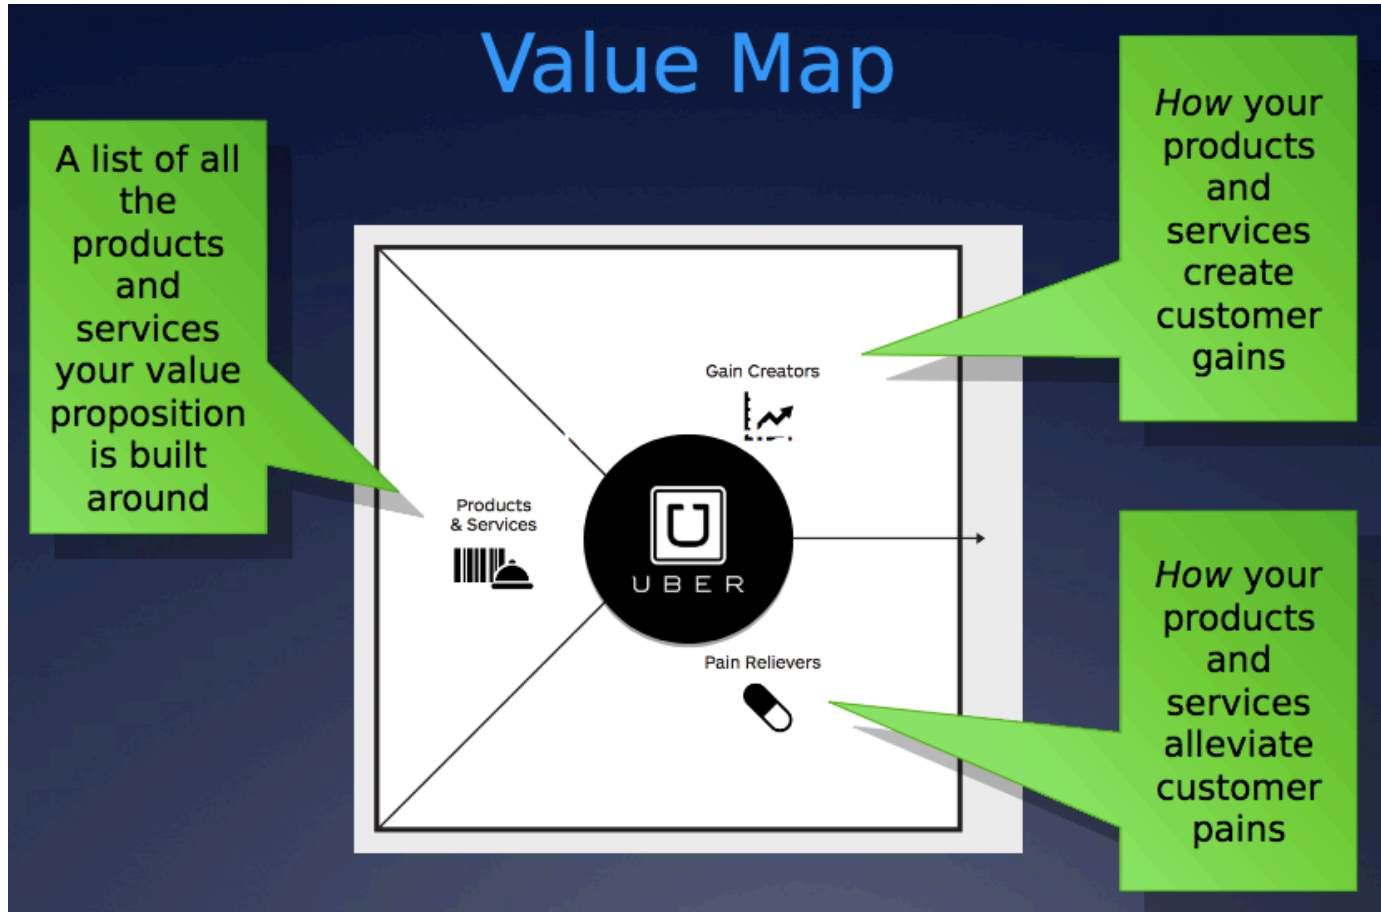 Value Map
A list of all
the
products
and
services
your value
proposition
is built
around
How your
products
and
services
create
customer
gains
Gain Creators
Products
& Services
UBER
Pain Relievers
How your
products
and
services
alleviate
customer
pains